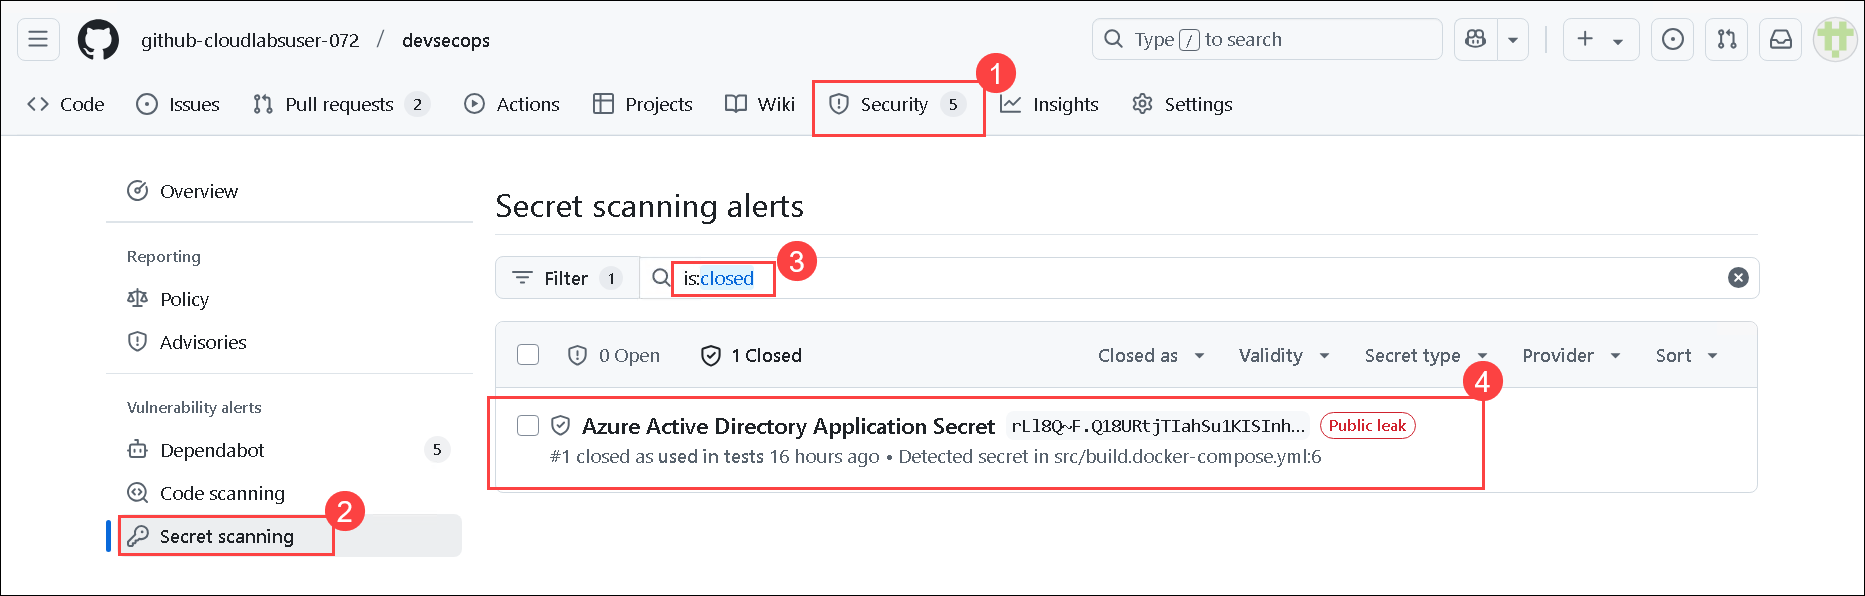 github-cloudlabsuser-072 / devsecops
Type / to search
Code
Issues
Pull requests 2
Actions
Projects
Wiki
Security 5
1
Insights
Settings
Overview
Reporting
Policy
Advisories
Vulnerability alerts
Dependabot 5
Code scanning
Secret scanning
2
Secret scanning alerts
Filter 1
is:closed
3
0 Open
1 Closed
Closed as
Validity
Secret type
Provider
Sort
4
Azure Active Directory Application Secret rLl8Q~F.Q18URtjTIahSu1KISInh... Public leak
#1 closed as used in tests 16 hours ago • Detected secret in src/build.docker-compose.yml:6